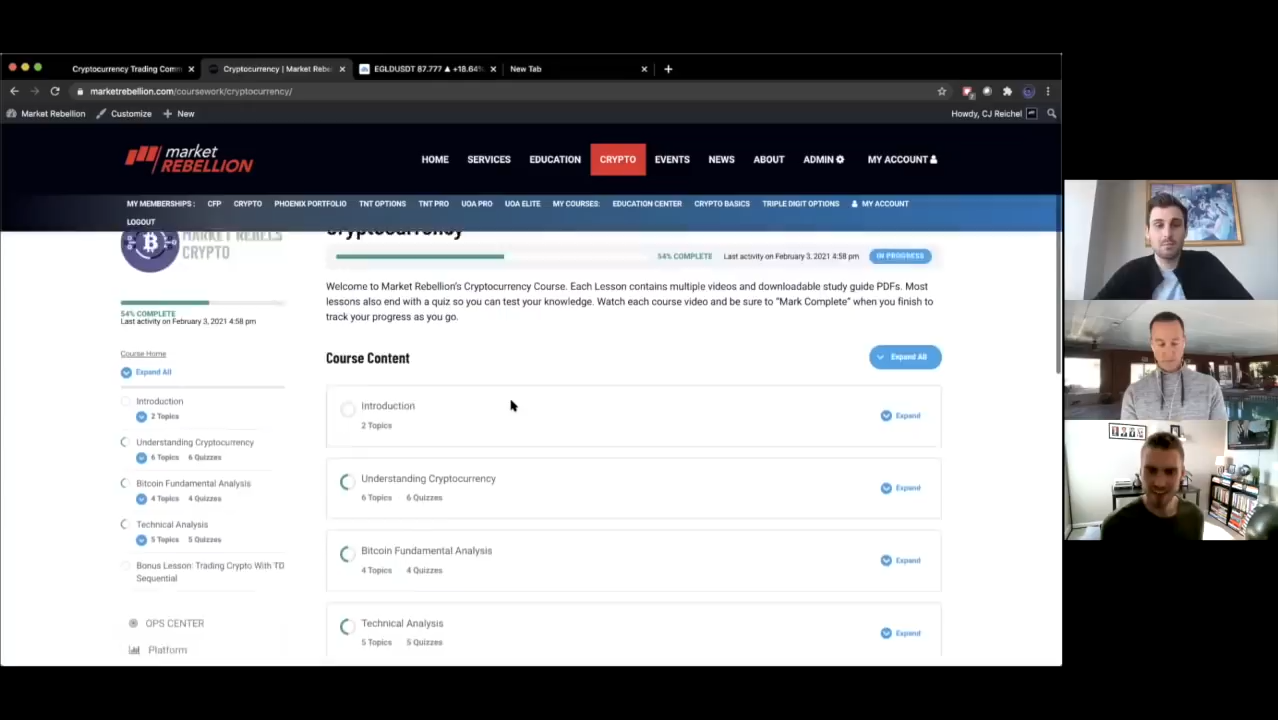 Cryptocurrency Trading Comm
Cryptocurrency | Market Rebe
EGLDUSDT 87.777 ▲ +18.64%
New Tab
marketrebellion.com/coursework/cryptocurrency/
Market Rebellion
Customize
New
Howdy, CJ Reichel
market
REBELLION
HOME
SERVICES
EDUCATION
CRYPTO
EVENTS
NEWS
ABOUT
ADMIN
MY ACCOUNT
MY MEMBERSHIPS :
CFP
CRYPTO
PHOENIX PORTFOLIO
TNT OPTIONS
TNT PRO
UOA PRO
UOA ELITE
MY COURSES:
EDUCATION CENTER
CRYPTO BASICS
TRIPLE DIGIT OPTIONS
MY ACCOUNT
LOGOUT
MARKET REBELS
CRYPTO
54% COMPLETE
Last activity on February 3, 2021 4:58 pm
Course Home
Expand All
Introduction
2 Topics
Understanding Cryptocurrency
6 Topics 6 Quizzes
Bitcoin Fundamental Analysis
4 Topics 4 Quizzes
Technical Analysis
5 Topics 5 Quizzes
Bonus Lesson: Trading Crypto With TD
Sequential
OPS CENTER
Platform
Cryptocurrency
54% COMPLETE
Last activity on February 3, 2021 4:58 pm
IN PROGRESS
Welcome to Market Rebellion's Cryptocurrency Course. Each Lesson contains multiple videos and downloadable study guide PDFs. Most
lessons also end with a quiz so you can test your knowledge. Watch each course video and be sure to "Mark Complete" when you finish to
track your progress as you go.
Course Content
Expand All
Introduction
2 Topics
Expand
Understanding Cryptocurrency
6 Topics 6 Quizzes
Expand
Bitcoin Fundamental Analysis
4 Topics 4 Quizzes
Expand
Technical Analysis
5 Topics 5 Quizzes
Expand